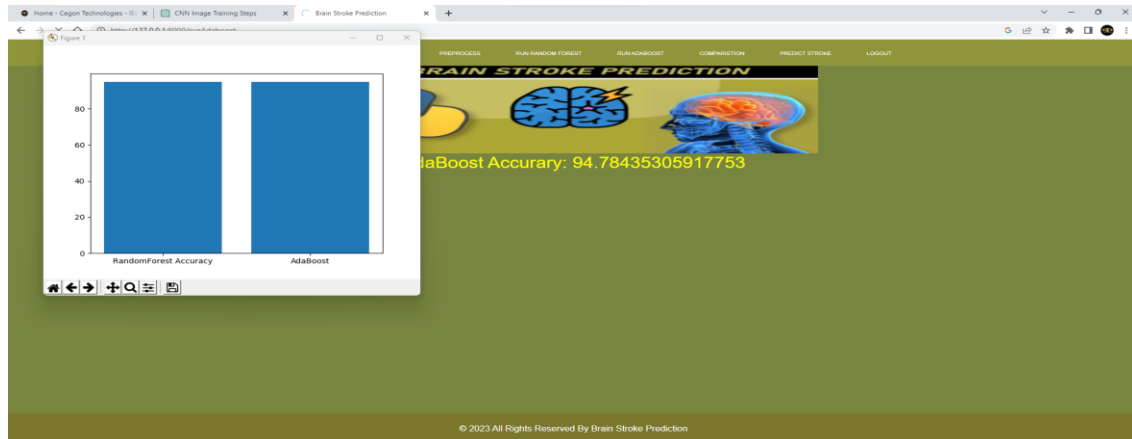 Home - Cegon Technologies - IE
CNN Image Training Steps
Brain Stroke Prediction
Figure 1
PREPROCESS RUN RANDOM FOREST RUN ADABOOST COMPARISTION PREDICT STROKE LOGOUT
BRAIN STROKE PREDICTION
daBoost Accurary: 94.78435305917753
80
60
40
20
0
RandomForest Accuracy AdaBoost
© 2023 All Rights Reserved By Brain Stroke Prediction